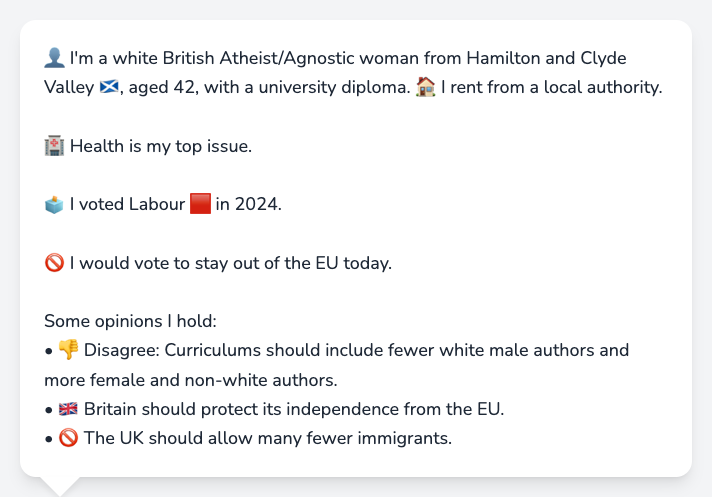 👤 I'm a white British Atheist/Agnostic woman from Hamilton and Clyde
Valley 🏴󠁧󠁢󠁳󠁣󠁴󠁿, aged 42, with a university diploma. 🏠 I rent from a local authority.
🏥 Health is my top issue.
🗳️ I voted Labour 🟥 in 2024.
🚫 I would vote to stay out of the EU today.
Some opinions I hold:
• 👎 Disagree: Curriculums should include fewer white male authors and
more female and non-white authors.
• 🇬🇧 Britain should protect its independence from the EU.
• 🚫 The UK should allow many fewer immigrants.